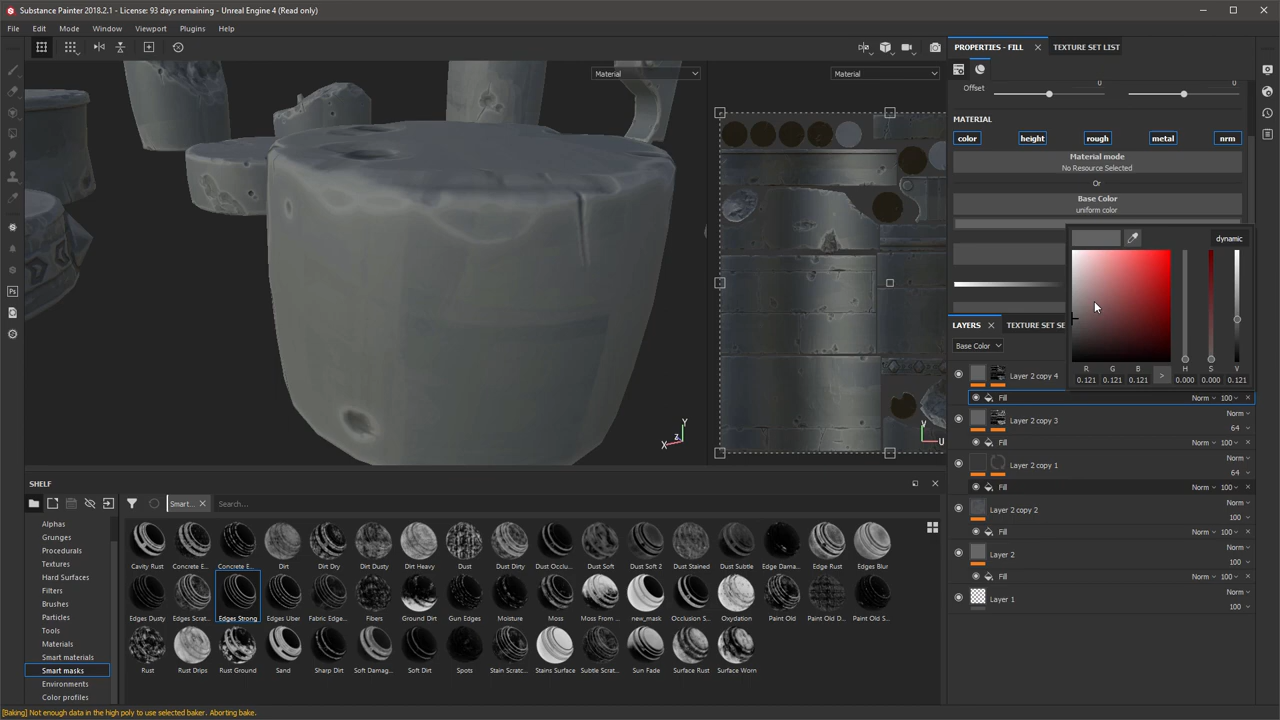 Substance Painter 2018.2.1 - License: 93 days remaining - Unreal Engine 4 (Read only)
File Edit Mode Window Viewport Plugins Help
Material
Material
PROPERTIES - FILL
TEXTURE SET LIST
Offset
0
0
MATERIAL
color height rough metal nrm
Material mode
No Resource Selected
Or
Base Color
uniform color
dynamic
R G B H S V
0.121 0.121 0.121 > 0.000 0.000 0.121
LAYERS
TEXTURE SET SE
Base Color
Layer 2 copy 4
Fill Norm 100
Layer 2 copy 3 Norm
64
Fill Norm 100
Layer 2 copy 1 Norm
64
Fill Norm 100
Layer 2 copy 2 Norm
100
Fill Norm 100
Layer 2 Norm
100
Fill Norm 100
Layer 1 Norm
100
X Z Y
V
U
SHELF
Smart...
Search...
Alphas
Grunges
Procedurals
Textures
Hard Surfaces
Filters
Brushes
Particles
Tools
Materials
Smart materials
Smart masks
Environments
Color profiles
Ps
Cavity Rust Concrete E... Concrete E... Dirt Dirt Dry Dirt Dusty Dirt Heavy Dust Dust Dirty Dust Occlu... Dust Soft Dust Soft 2 Dust Stained Dust Subtle Edge Dama... Edge Rust Edges Blur
Edges Dusty Edges Scrat... Edges Strong Edges Uber Fabric Edge... Fibers Ground Dirt Gun Edges Moisture Moss Moss From ... new_mask Occlusion S... Oxydation Paint Old Paint Old D... Paint Old S...
Rust Rust Drips Rust Ground Sand Sharp Dirt Soft Damag... Soft Dirt Spots Stain Scratc... Stains Surface Subtle Scrat... Sun Fade Surface Rust Surface Worn
[Baking] Not enough data in the high poly to use selected baker. Aborting bake.